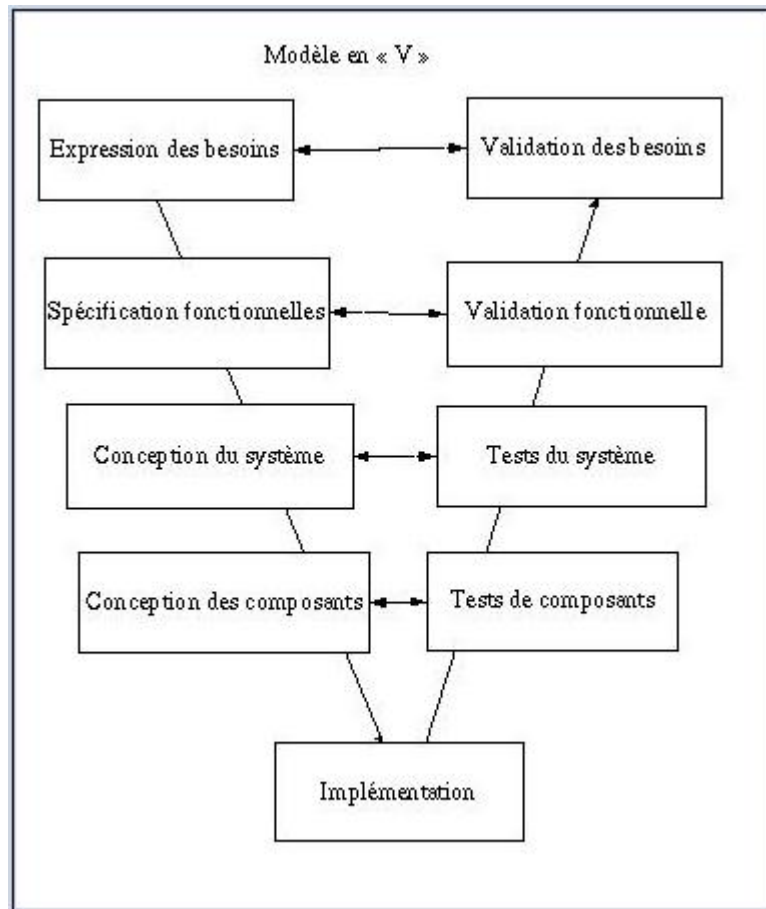 Modèle en « V »
Expression des besoins
Validation des besoins
Spécification fonctionnelles
Validation fonctionnelle
Conception du système
Tests du système
Conception des composants
Tests de composants
Implémentation